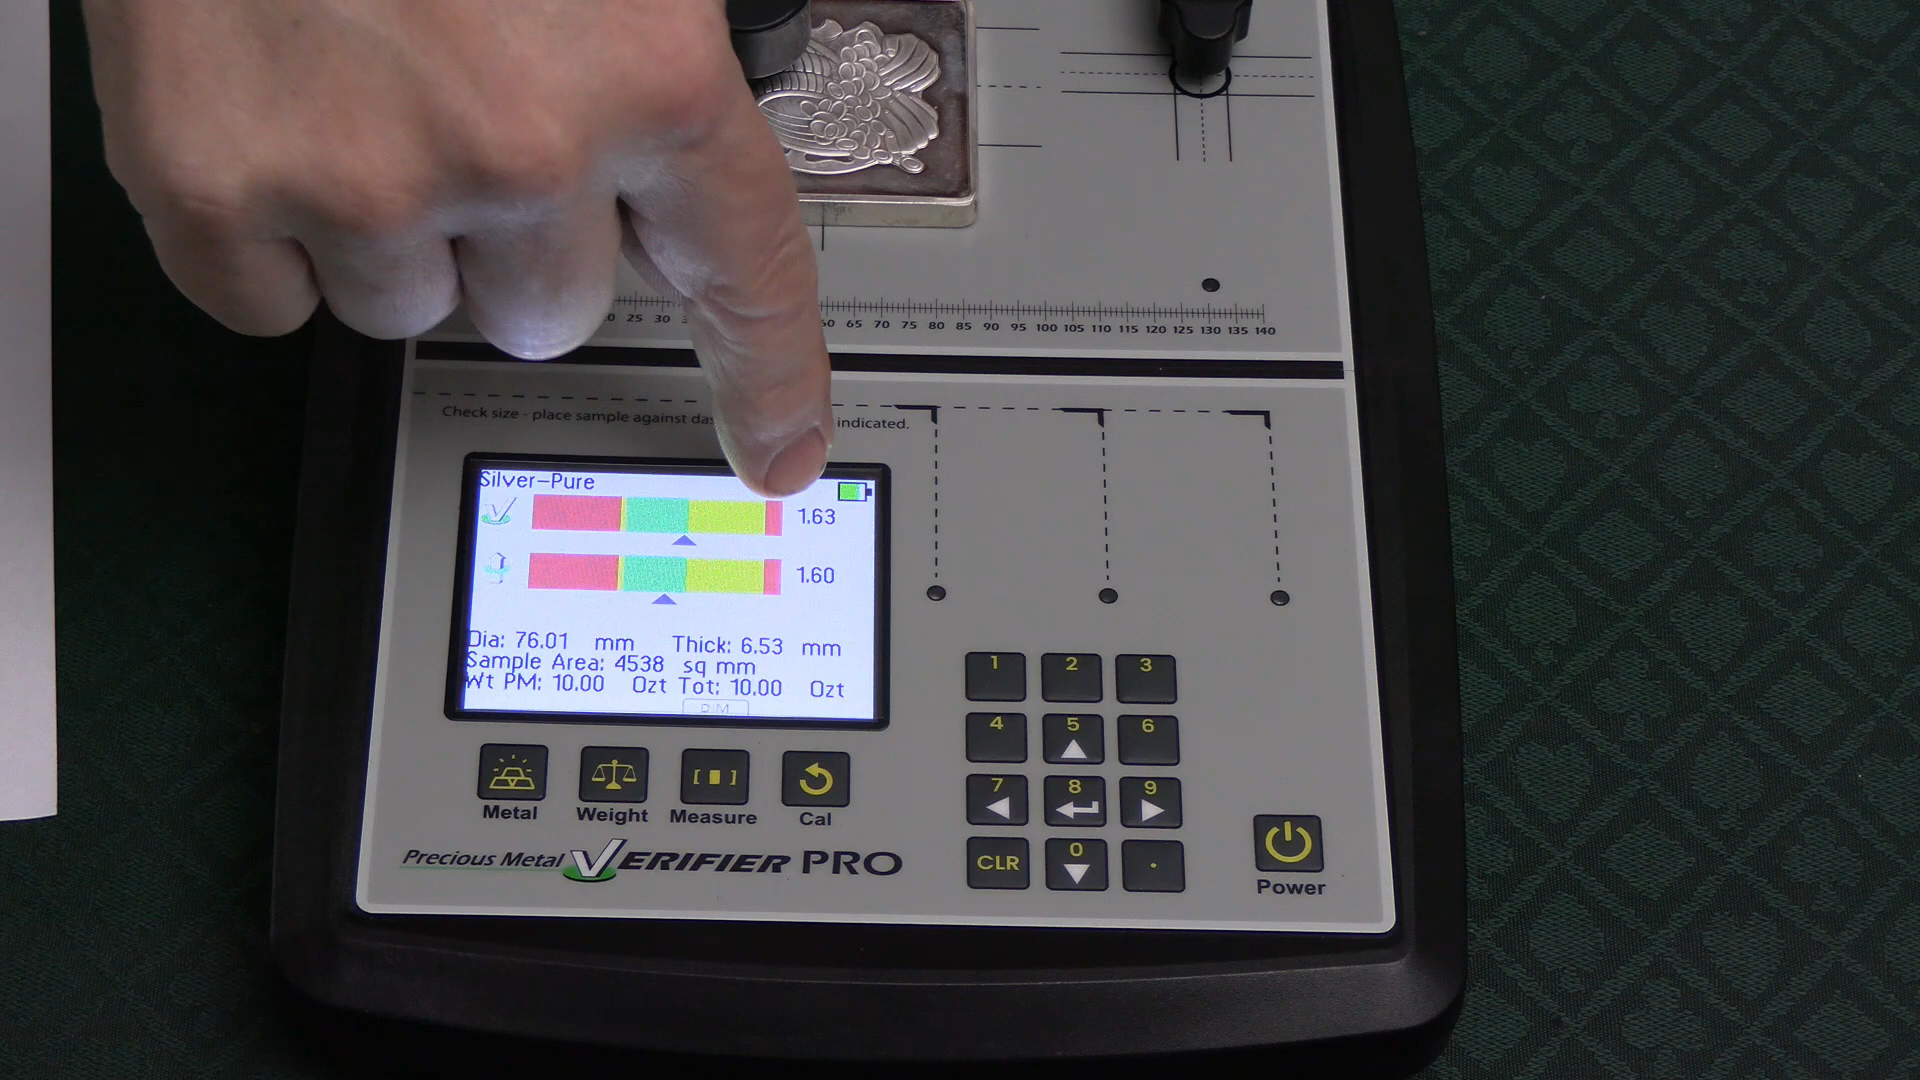 25 30
65 70 75 80 85 90 95 100 105 110 115 120 125 130 135 140
Check size - place sample against indicated.
Silver-Pure
1.63
1.60
Dia: 76.01 mm Thick: 6.53 mm
Sample Area: 4538 sq mm
Wt PM: 10.00 Ozt Tot: 10.00 Ozt
DIM
1 2 3
4 5 6
7 8 9
CLR 0 .
Metal Weight Measure Cal
Precious Metal VERIFIER PRO
Power